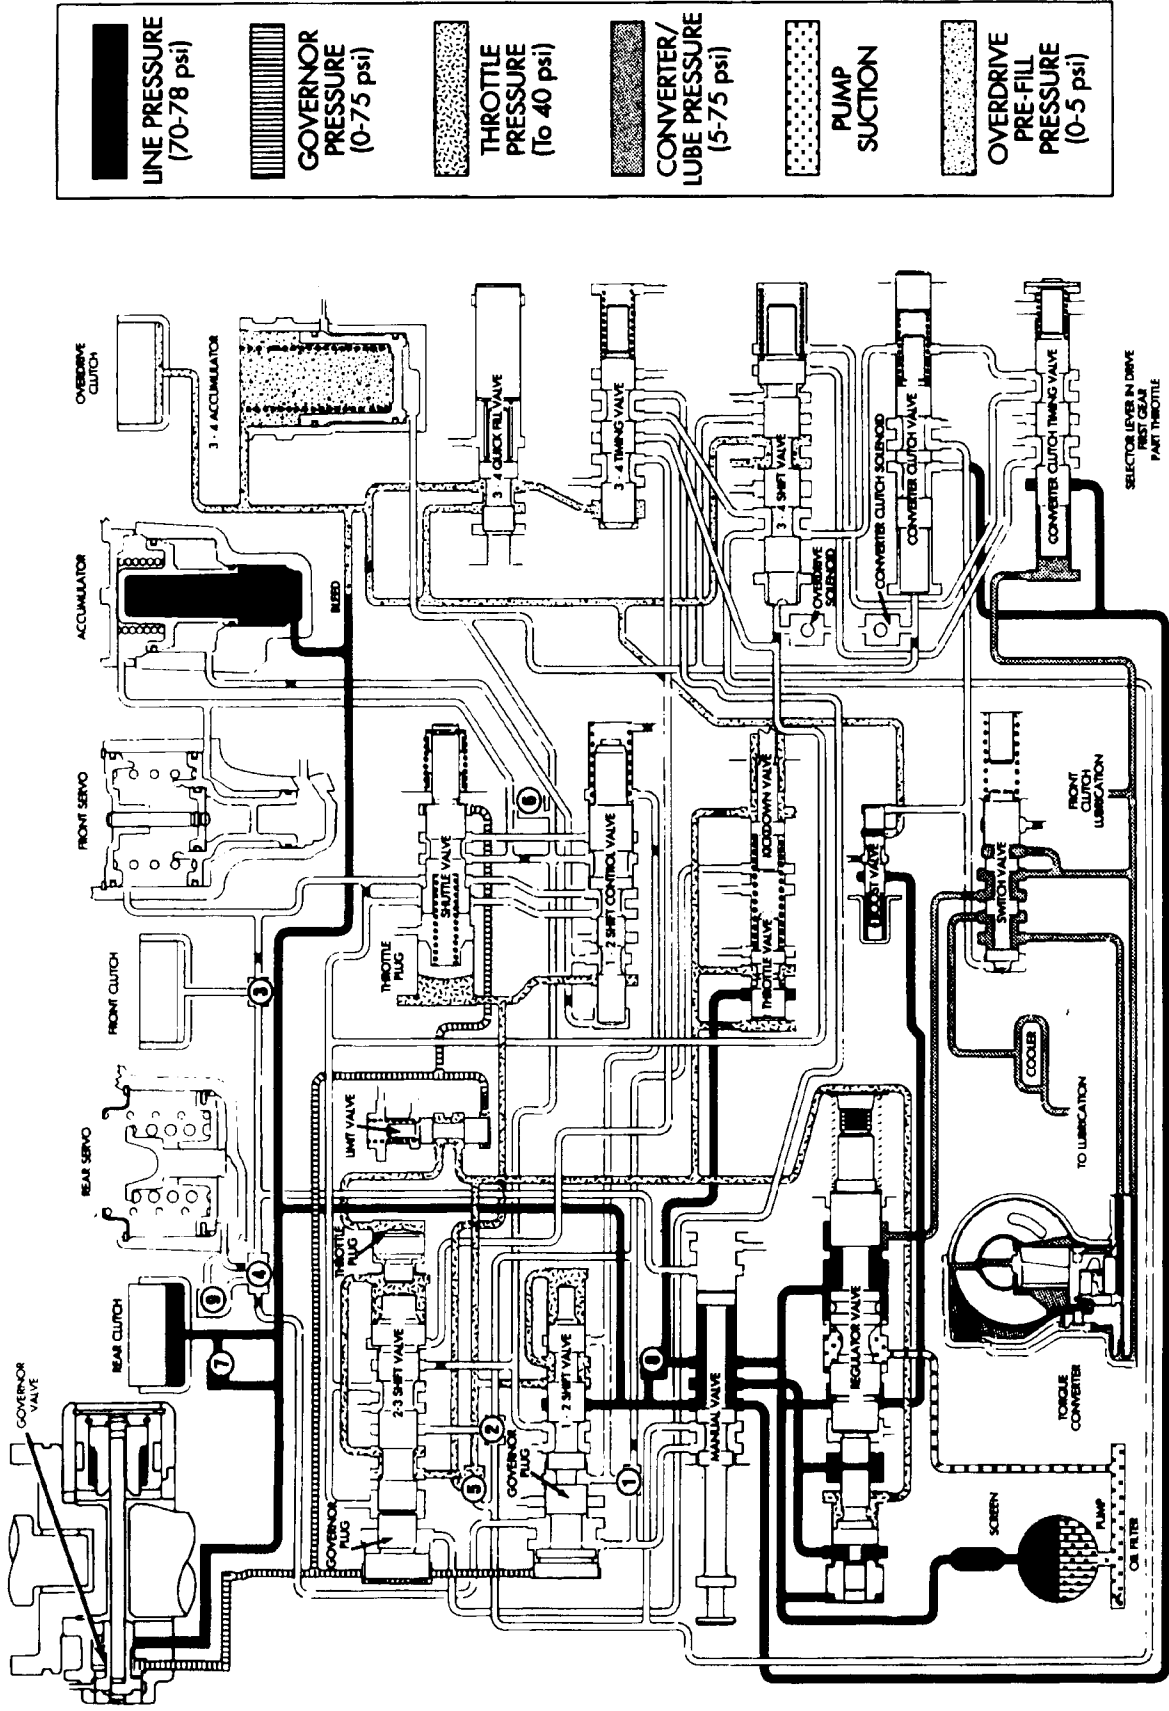 LINE PRESSURE
(70-78 psi)
GOVERNOR
PRESSURE
(0-75 psi)
THROTTLE
PRESSURE
(To 40 psi)
CONVERTER/
LUBE PRESSURE
(5-75 psi)
PUMP
SUCTION
OVERDRIVE
PRE-FILL
PRESSURE
(0-5 psi)
GOVERNOR
VALVE
REAR CLUTCH
REAR SERVO
FRONT CLUTCH
FRONT SERVO
ACCUMULATOR
OVERDRIVE
CLUTCH
3 - 4 ACCUMULATOR
BLEED
7
9
4
3
LIMIT VALVE
THROTTLE
PLUG
SHUTTLE VALVE
3 - 4 QUICK FILL VALVE
GOVERNOR
PLUG
2-3 SHIFT VALVE
THROTTLE
PLUG
5
2
6
GOVERNOR
PLUG
1 - 2 SHIFT VALVE
1 - 2 SHIFT CONTROL VALVE
3 - 4 TIMING VALVE
1
8
MANUAL VALVE
THROTTLE VALVE
KICKDOWN VALVE
3 - 4 SHIFT VALVE
OVERDRIVE
SOLENOID
CONVERTER CLUTCH SOLENOID
CONVERTER CLUTCH VALVE
REGULATOR VALVE
BOOST VALVE
SWITCH VALVE
CONVERTER CLUTCH TIMING VALVE
FRONT
CLUTCH
LUBRICATION
COOLER
TO LUBRICATION
TORQUE
CONVERTER
SCREEN
PUMP
OIL FILTER
SELECTOR LEVER IN DRIVE
FIRST GEAR
PART THROTTLE